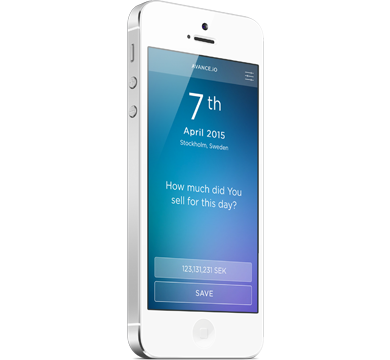 AVANCE.IO
7th
April 2015
Stockholm, Sweden
How much did You
sell for this day?
123,131,231 SEK
SAVE